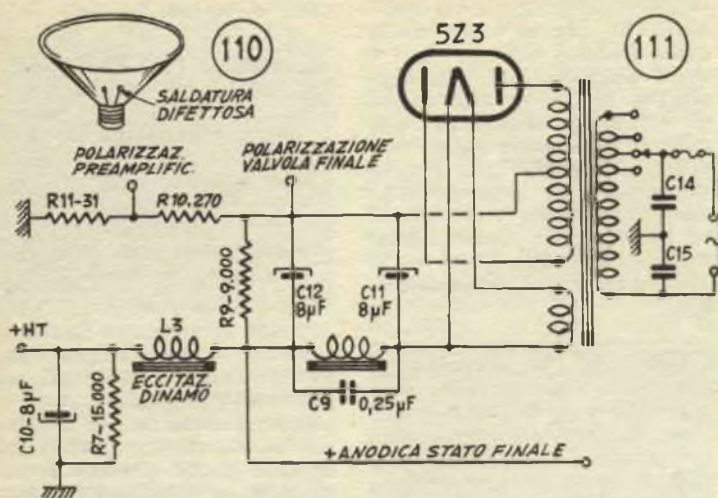 110
5Z3
111
SALDATURA
DIFETTOSA
POLARIZZAZ.
PREAMPLIFIC.
POLARIZZAZIONE
VALVOLA FINALE
R11-31
R10.270
C14
C15
R9-9.000
C12
8µF
C11
8µF
+HT
L3
ECCITAZ.
DINAMO
C9
0,25µF
C10-8µF
R7-15.000
+ANODICA STATO FINALE